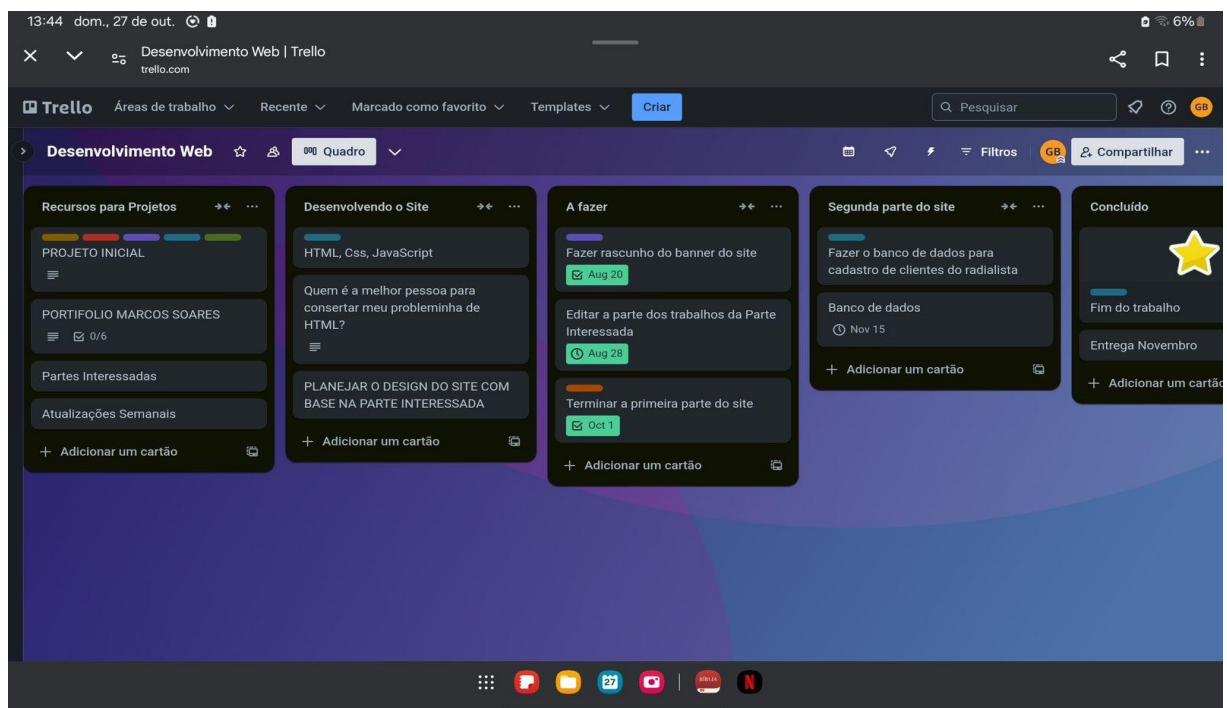 13:44 dom., 27 de out.
6%
Desenvolvimento Web | Trello
trello.com
Trello
Áreas de trabalho
Recente
Marcado como favorito
Templates
Criar
Pesquisar
GB
Desenvolvimento Web
Quadro
Filtros
GB
Compartilhar
Recursos para Projetos
PROJETO INICIAL
PORTIFOLIO MARCOS SOARES
0/6
Partes Interessadas
Atualizações Semanais
+ Adicionar um cartão
Desenvolvendo o Site
HTML, Css, JavaScript
Quem é a melhor pessoa para
consertar meu probleminha de
HTML?
PLANEJAR O DESIGN DO SITE COM
BASE NA PARTE INTERESSADA
+ Adicionar um cartão
A fazer
Fazer rascunho do banner do site
Aug 20
Editar a parte dos trabalhos da Parte
Interessada
Aug 28
Terminar a primeira parte do site
Oct 1
+ Adicionar um cartão
Segunda parte do site
Fazer o banco de dados para
cadastro de clientes do radialista
Banco de dados
Nov 15
+ Adicionar um cartão
Concluído
Fim do trabalho
Entrega Novembro
+ Adicionar um cartão
27
BÍBLIA
N